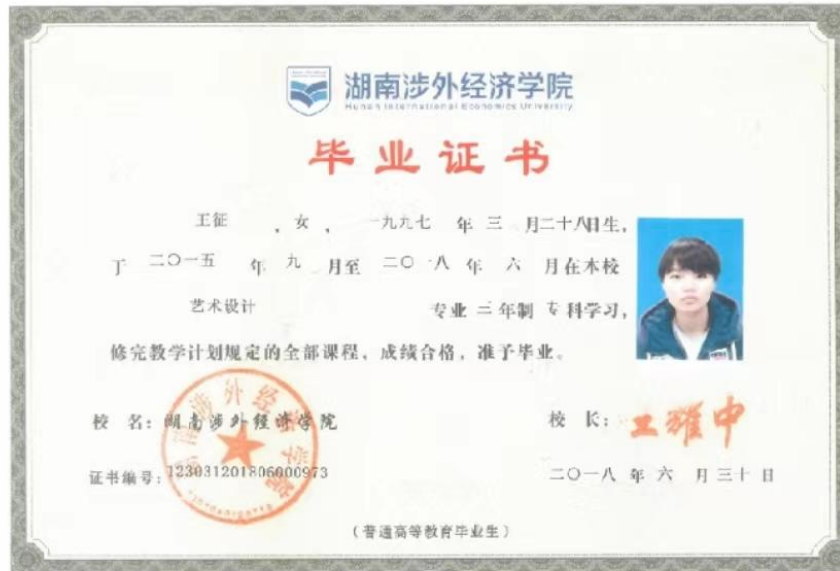 湖南涉外经济学院
Hunan International Economics University
毕业证书
王征 ,女, 一九九七 年 三 月二十八日生,
于 二〇一五 年 九 月至 二〇一八 年 六 月在本校
艺术设计 专业 三 年制 专 科学习,
修完教学计划规定的全部课程,成绩合格,准予毕业。
校 名:湖南涉外经济学院
校 长:王耀中
证书编号:123031201806000973
二〇一八 年 六 月三十日
(普通高等教育毕业生)